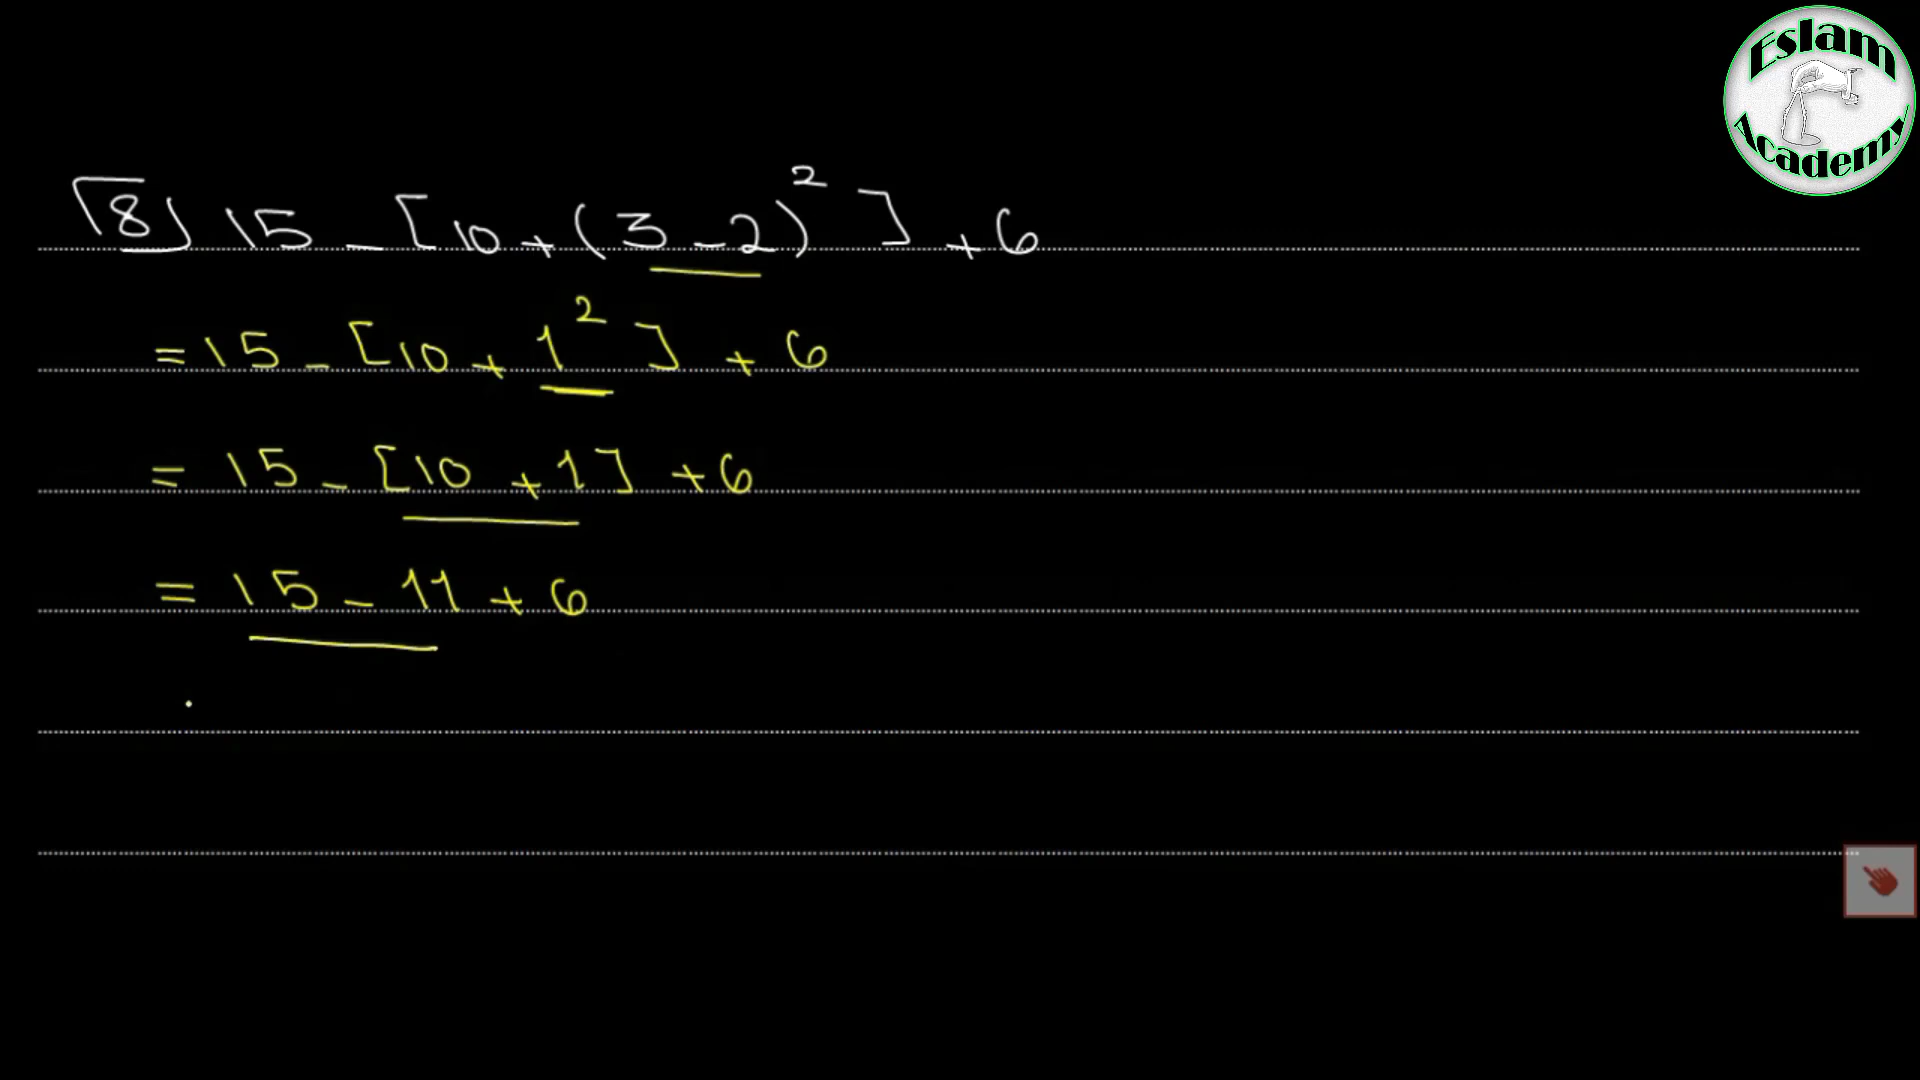 Eslam
Academy
[8] 15 - [10 + (3 - 2)² ] + 6
= 15 - [10 + 1² ] + 6
= 15 - [10 + 1] + 6
= 15 - 11 + 6